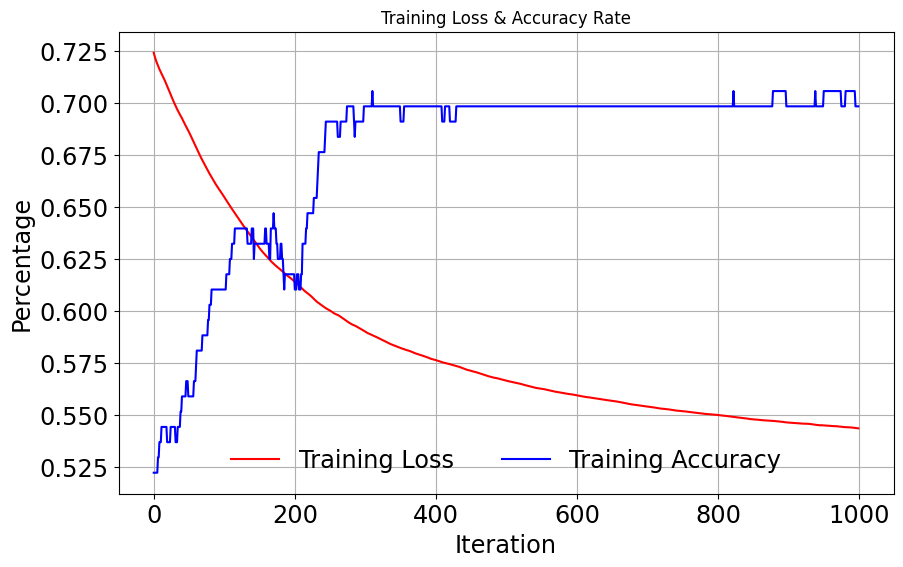 Training Loss & Accuracy Rate
0.725
0.700
0.675
0.650
0.625
0.600
0.575
0.550
0.525
Percentage
Training Loss
Training Accuracy
0 200 400 600 800 1000
Iteration